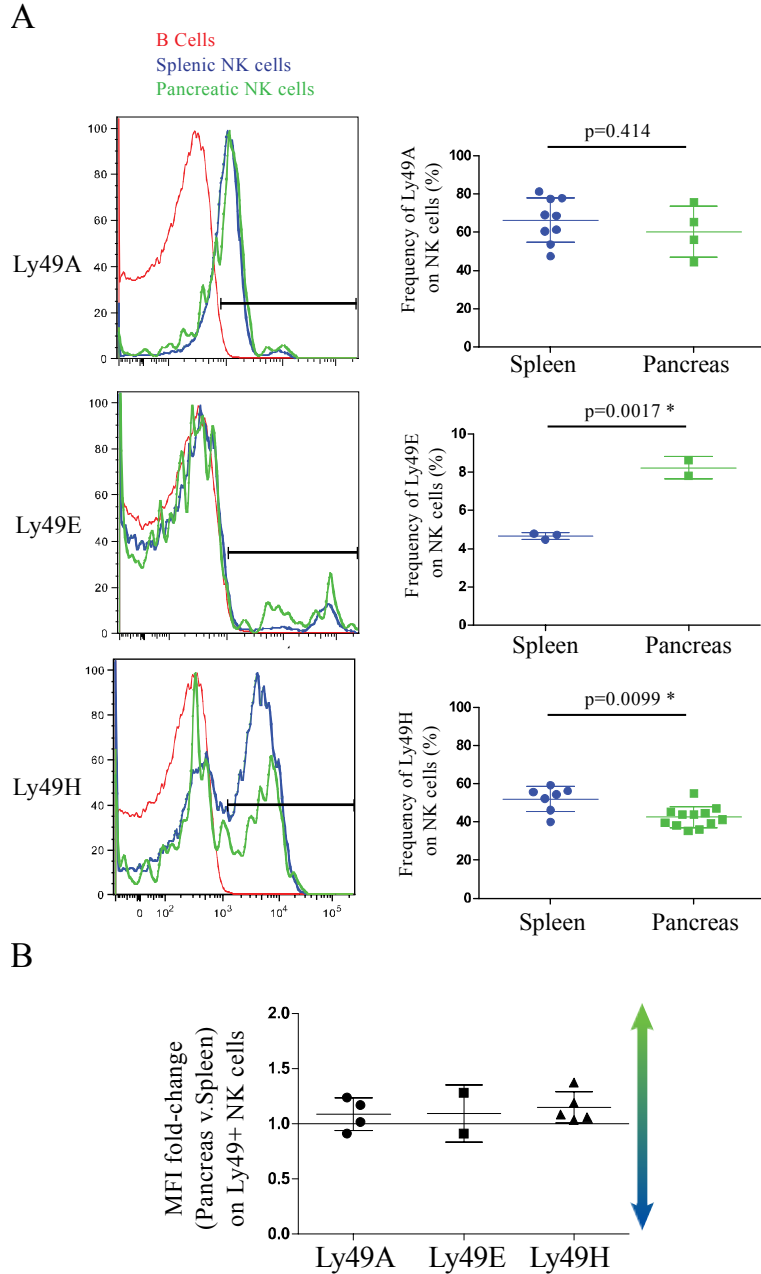 A
B Cells
Splenic NK cells
Pancreatic NK cells
Ly49A
100
80
60
40
20
0
p=0.414
Frequency of Ly49A
on NK cells (%)
100
80
60
40
20
0
Spleen
Pancreas
Ly49E
100
80
60
40
20
0
p=0.0017 *
Frequency of Ly49E
on NK cells (%)
10
8
6
4
2
0
Spleen
Pancreas
Ly49H
100
80
60
40
20
0
0
10²
10³
10⁴
10⁵
p=0.0099 *
Frequency of Ly49H
on NK cells (%)
100
80
60
40
20
0
Spleen
Pancreas
B
MFI fold-change
(Pancreas v.Spleen)
on Ly49+ NK cells
2.0
1.5
1.0
0.5
0.0
Ly49A
Ly49E
Ly49H